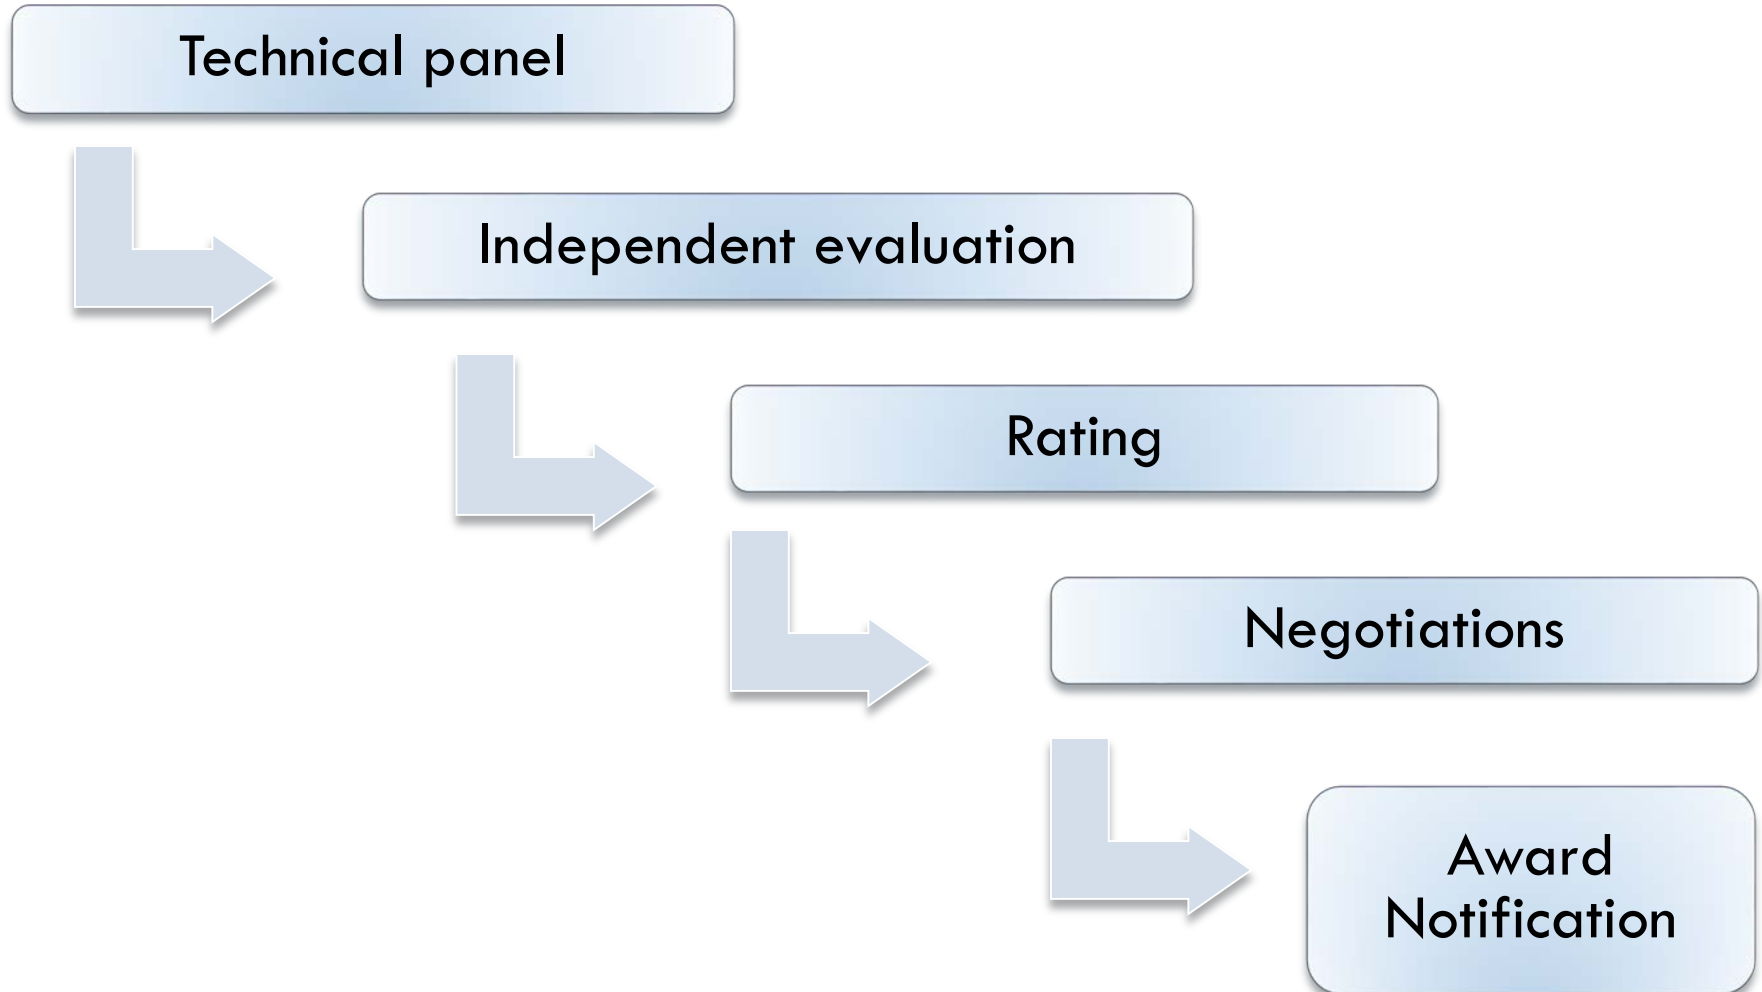 Technical panel
Independent evaluation
Rating
Negotiations
Award
Notification